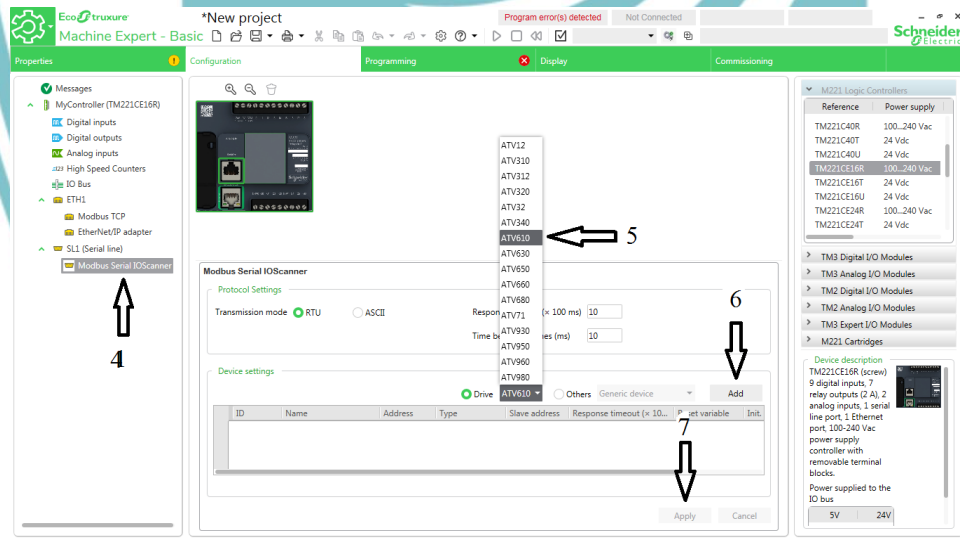 EcoStruxure
*New project
Program error(s) detected
Not Connected
Machine Expert - Basic
Schneider
Electric
Properties
Configuration
Programming
Display
Commissioning
Messages
MyController (TM221CE16R)
Digital inputs
Digital outputs
Analog inputs
High Speed Counters
IO Bus
ETH1
Modbus TCP
EtherNet/IP adapter
SL1 (Serial line)
Modbus Serial IOScanner
4
ATV12
ATV310
ATV312
ATV320
ATV32
ATV340
ATV610
ATV630
ATV650
ATV660
ATV680
ATV71
ATV930
ATV950
ATV960
ATV980
5
Modbus Serial IOScanner
Protocol Settings
Transmission mode RTU ASCII
Respon (× 100 ms) 10
Time be es (ms) 10
6
Device settings
Drive ATV610 Others Generic device Add
ID Name Address Type Slave address Response timeout (× 10... Reset variable Init.
7
Apply Cancel
M221 Logic Controllers
Reference Power supply
TM221C40R 100...240 Vac
TM221C40T 24 Vdc
TM221C40U 24 Vdc
TM221CE16R 100...240 Vac
TM221CE16T 24 Vdc
TM221CE16U 24 Vdc
TM221CE24R 100...240 Vac
TM221CE24T 24 Vdc
TM3 Digital I/O Modules
TM3 Analog I/O Modules
TM2 Digital I/O Modules
TM2 Analog I/O Modules
TM3 Expert I/O Modules
M221 Cartridges
Device description
TM221CE16R (screw)
9 digital inputs, 7
relay outputs (2 A), 2
analog inputs, 1 serial
line port, 1 Ethernet
port, 100-240 Vac
power supply
controller with
removable terminal
blocks.
Power supplied to the
IO bus
5V 24V